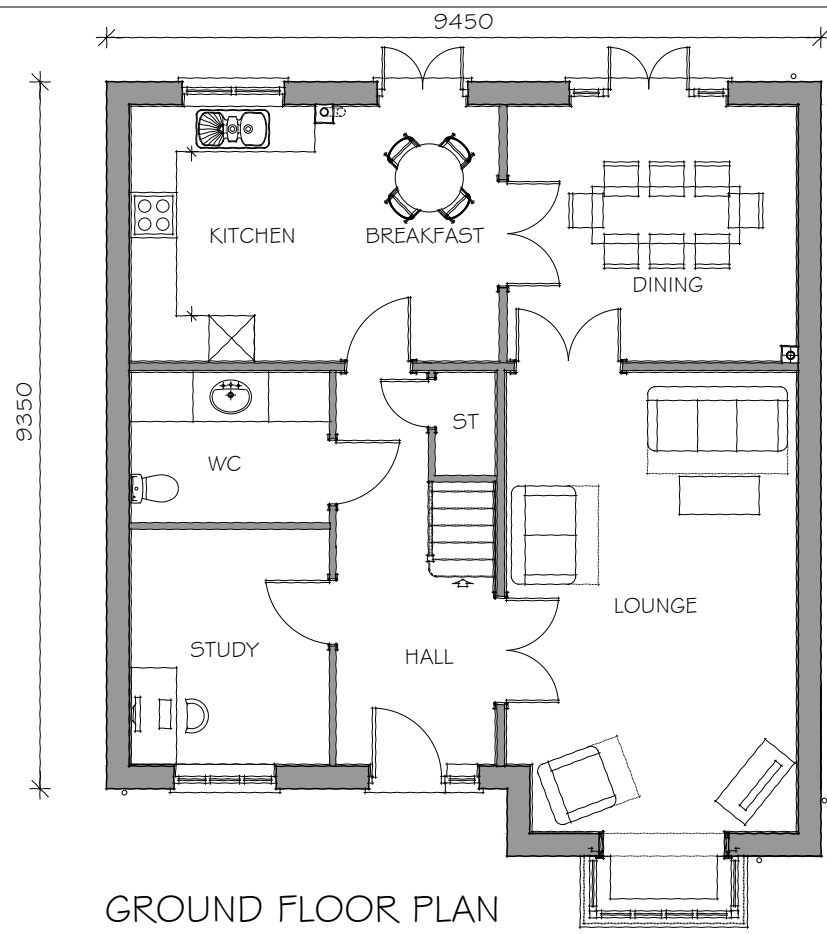 9450
9350
KITCHEN
BREAKFAST
DINING
ST
WC
LOUNGE
STUDY
HALL
GROUND FLOOR PLAN